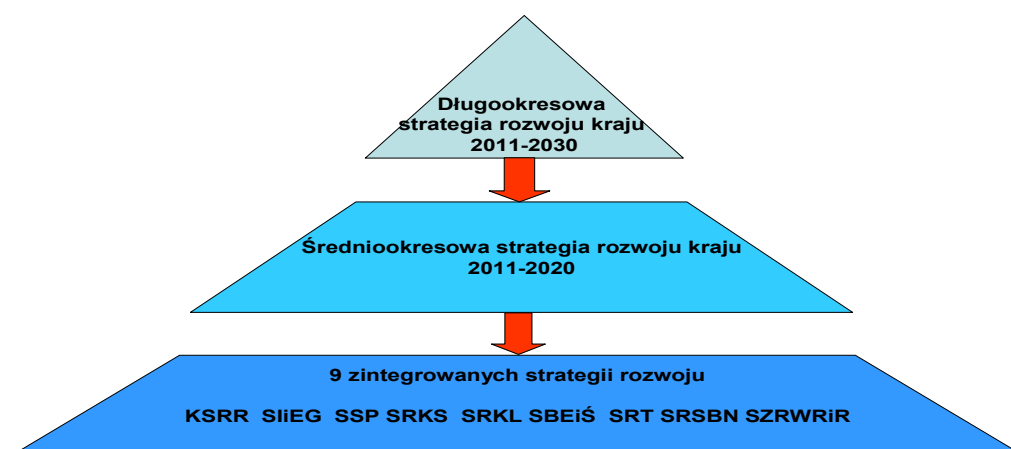 Długookresowa
strategia rozwoju kraju
2011-2030
Średniookresowa strategia rozwoju kraju
2011-2020
9 zintegrowanych strategii rozwoju
KSRR SIiEG SSP SRKS SRKL SBEiŚ SRT SRSBN SZRWRiR